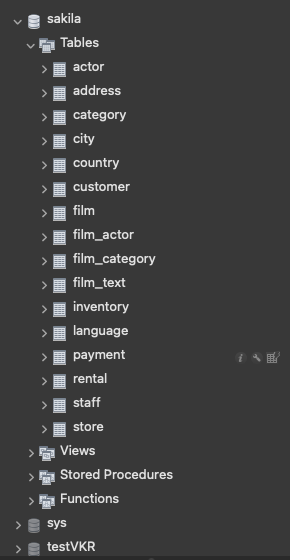 sakila
Tables
actor
address
category
city
country
customer
film
film_actor
film_category
film_text
inventory
language
payment
rental
staff
store
Views
Stored Procedures
Functions
sys
testVKR